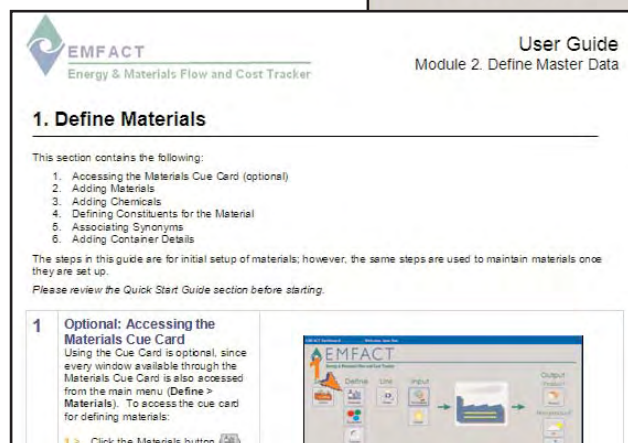 EMFACT
Energy & Materials Flow and Cost Tracker
User Guide
Module 2. Define Master Data
1. Define Materials
This section contains the following:
1. Accessing the Materials Cue Card (optional)
2. Adding Materials
3. Adding Chemicals
4. Defining Constituents for the Material
5. Associating Synonyms
6. Adding Container Details
The steps in this guide are for initial setup of materials; however, the same steps are used to maintain materials once
they are set up.
Please review the Quick Start Guide section before starting.
1 Optional: Accessing the
Materials Cue Card
Using the Cue Card is optional, since
every window available through the
Materials Cue Card is also accessed
from the main menu (Define >
Materials). To access the cue card
for defining materials:
1 > Click the Materials button
EMFACT
Define
Input
Output